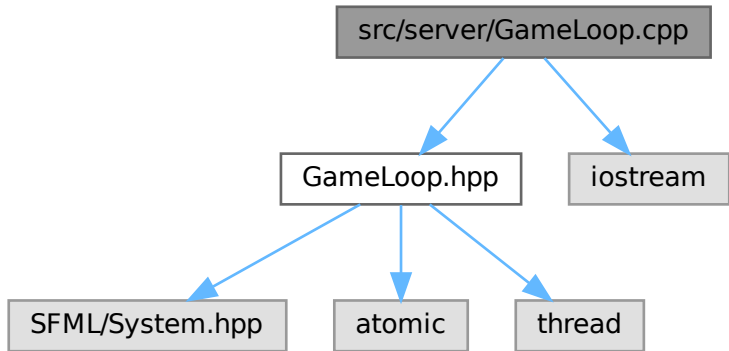 src/server/GameLoop.cpp
GameLoop.hpp
iostream
SFML/System.hpp
atomic
thread